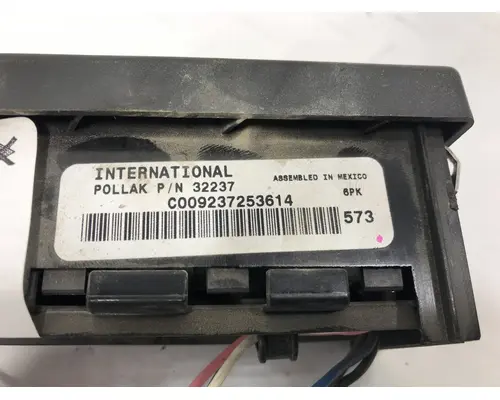 INTERNATIONAL
POLLAK P/N 32237
ASSEMBLED IN MEXICO
6PK
C009237253614
573